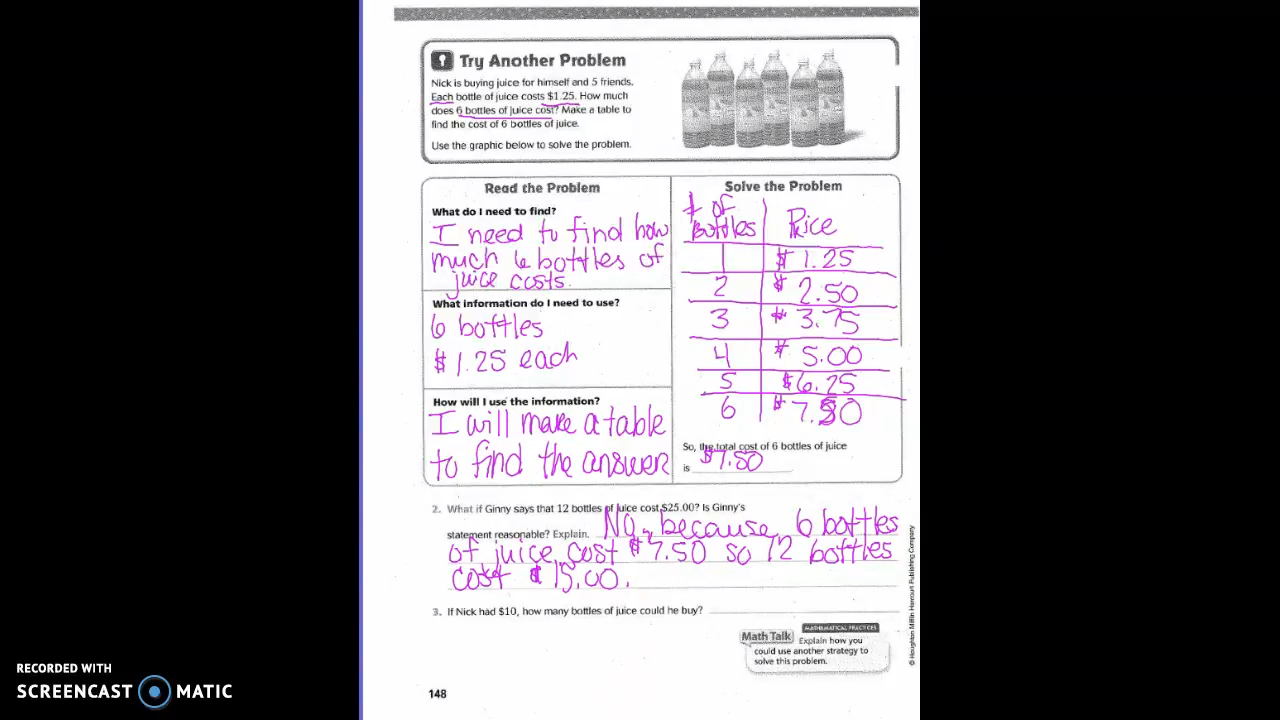 Try Another Problem
Nick is buying juice for himself and 5 friends.
Each bottle of juice costs $1.25. How much
does 6 bottles of juice cost? Make a table to
find the cost of 6 bottles of juice.
Use the graphic below to solve the problem.
Read the Problem
What do I need to find?
I need to find how
much 6 bottles of
juice costs.
What information do I need to use?
6 bottles
$1.25 each
How will I use the information?
I will make a table
to find the answer
Solve the Problem
# of
Bottles Price
1 $1.25
2 $2.50
3 $3.75
4 $5.00
5 $6.25
6 $7.50
So, the total cost of 6 bottles of juice
is $7.50
2. What if Ginny says that 12 bottles of juice cost $25.00? Is Ginny's
statement reasonable? Explain. No, because, 6 bottles
of juice cost $7.50 so 12 bottles
cost $15.00.
3. If Nick had $10, how many bottles of juice could he buy?
Math Talk MATHEMATICAL PRACTICES
Explain how you
could use another strategy to
solve this problem.
© Houghton Mifflin Harcourt Publishing Company
148
RECORDED WITH
SCREENCAST MATIC